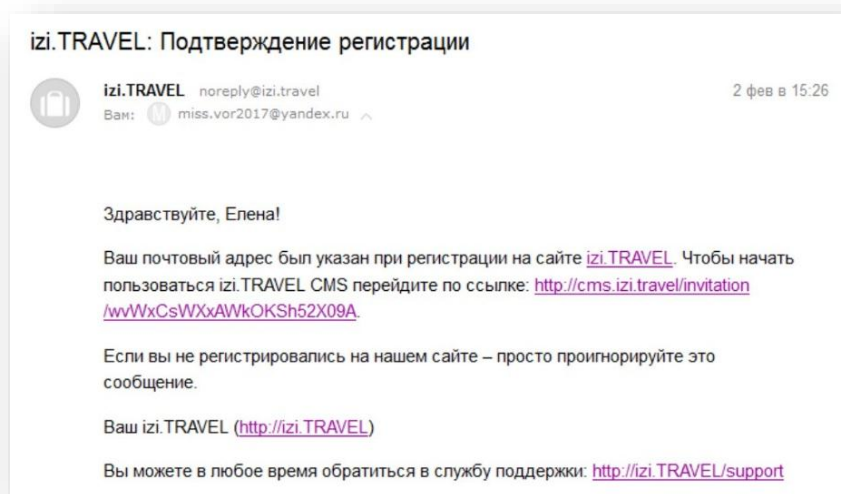 izi.TRAVEL: Подтверждение регистрации
izi.TRAVEL noreply@izi.travel 2 фев в 15:26
Вам: M miss.vor2017@yandex.ru
Здравствуйте, Елена!
Ваш почтовый адрес был указан при регистрации на сайте izi.TRAVEL. Чтобы начать
пользоваться izi.TRAVEL CMS перейдите по ссылке: http://cms.izi.travel/invitation
/wvWxCsWXxAWkOKSh52X09A.
Если вы не регистрировались на нашем сайте – просто проигнорируйте это
сообщение.
Ваш izi.TRAVEL (http://izi.TRAVEL)
Вы можете в любое время обратиться в службу поддержки: http://izi.TRAVEL/support